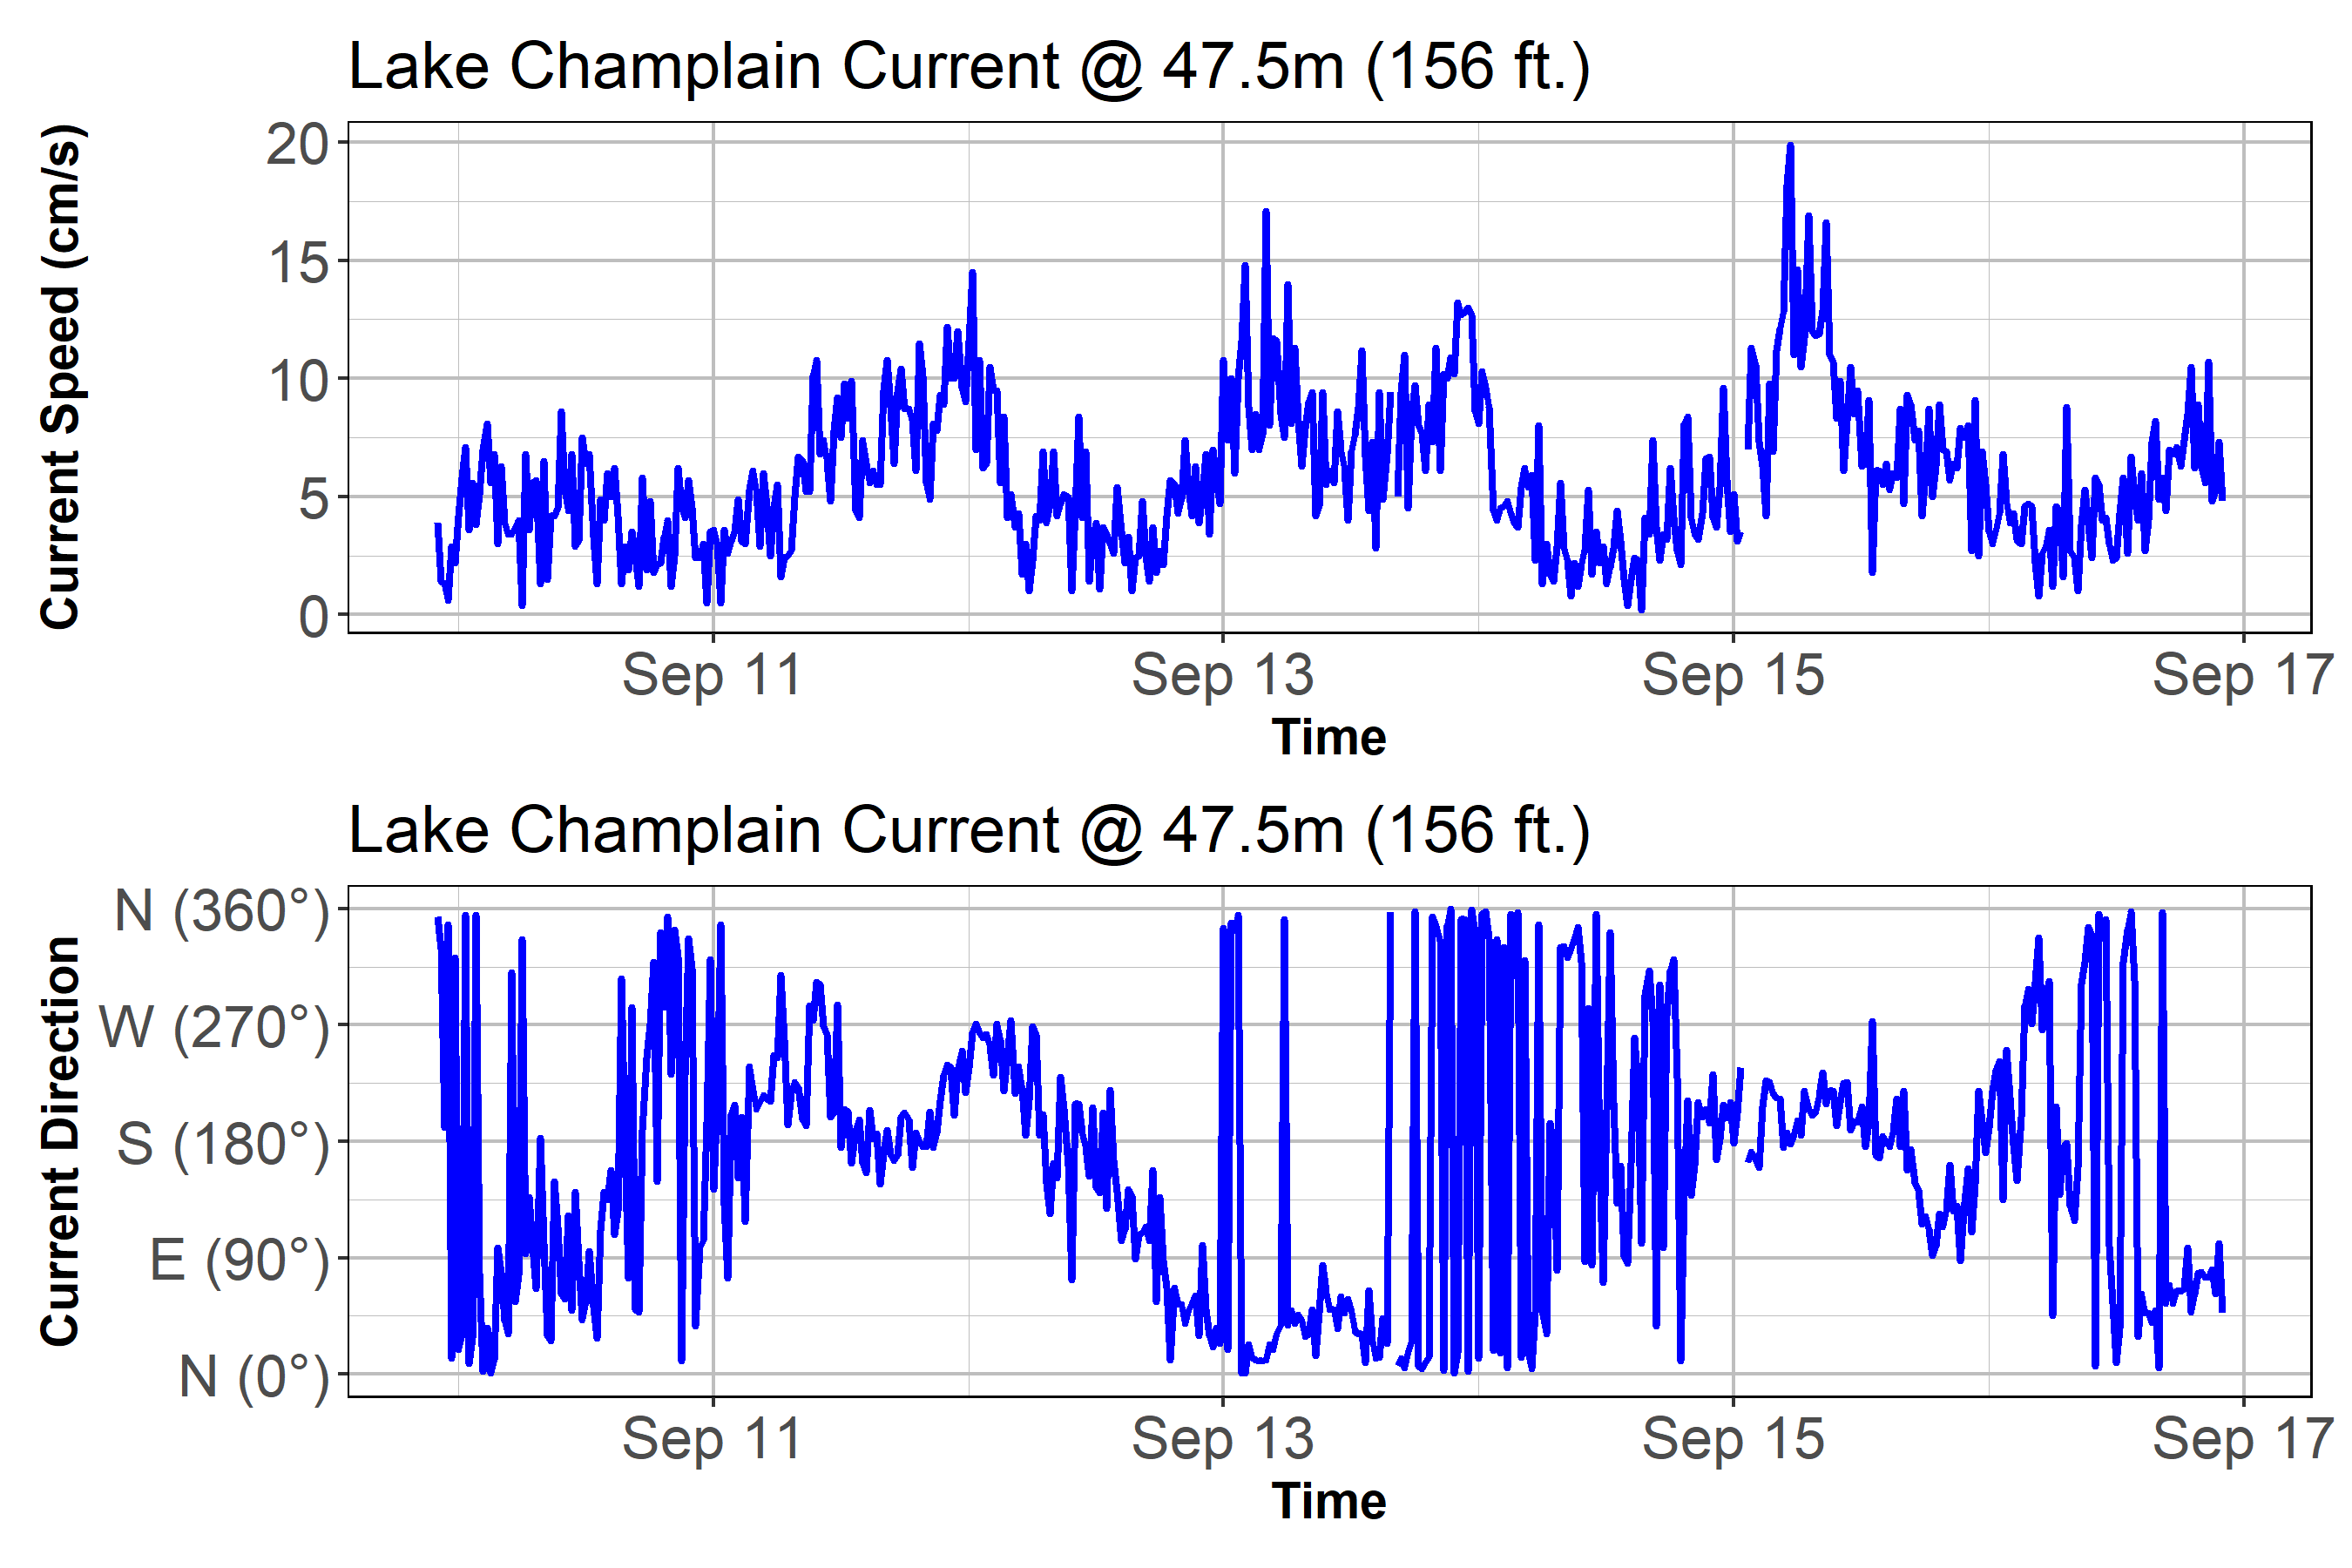 Lake Champlain Current @ 47.5m (156 ft.)
Current Speed (cm/s)
20
15
10
5
0
Sep 11
Sep 13
Sep 15
Sep 17
Time
Lake Champlain Current @ 47.5m (156 ft.)
Current Direction
N (360°)
W (270°)
S (180°)
E (90°)
N (0°)
Sep 11
Sep 13
Sep 15
Sep 17
Time